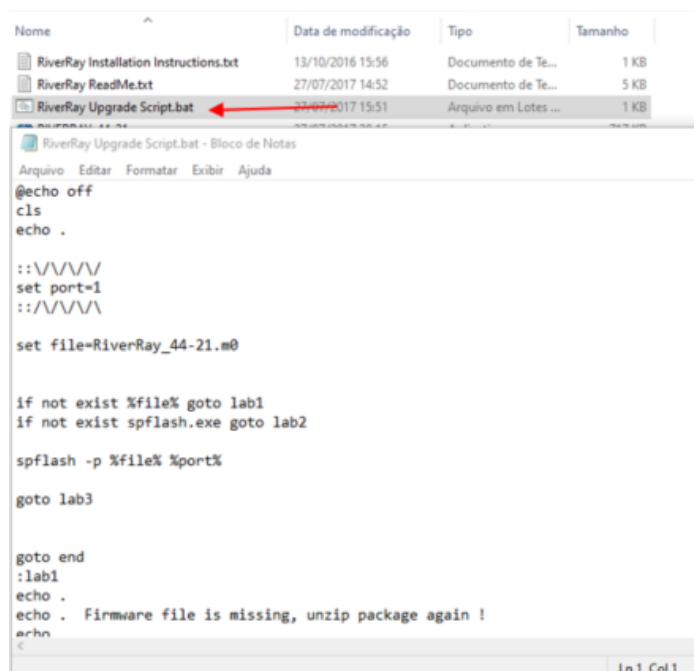 Nome Data de modificação Tipo Tamanho
RiverRay Installation Instructions.txt 13/10/2016 15:56 Documento de Te... 1 KB
RiverRay ReadMe.txt 27/07/2017 14:52 Documento de Te... 5 KB
RiverRay Upgrade Script.bat 27/07/2017 15:51 Arquivo em Lotes ... 1 KB
RiverRay Upgrade Script.bat - Bloco de Notas
Arquivo Editar Formatar Exibir Ajuda
@echo off
cls
echo .
::\/\/\/\/
set port=1
::/\/\/\/\
set file=RiverRay_44-21.m0
if not exist %file% goto lab1
if not exist spflash.exe goto lab2
spflash -p %file% %port%
goto lab3
goto end
:lab1
echo .
echo .  Firmware file is missing, unzip package again !
echo
Ln 1, Col 1